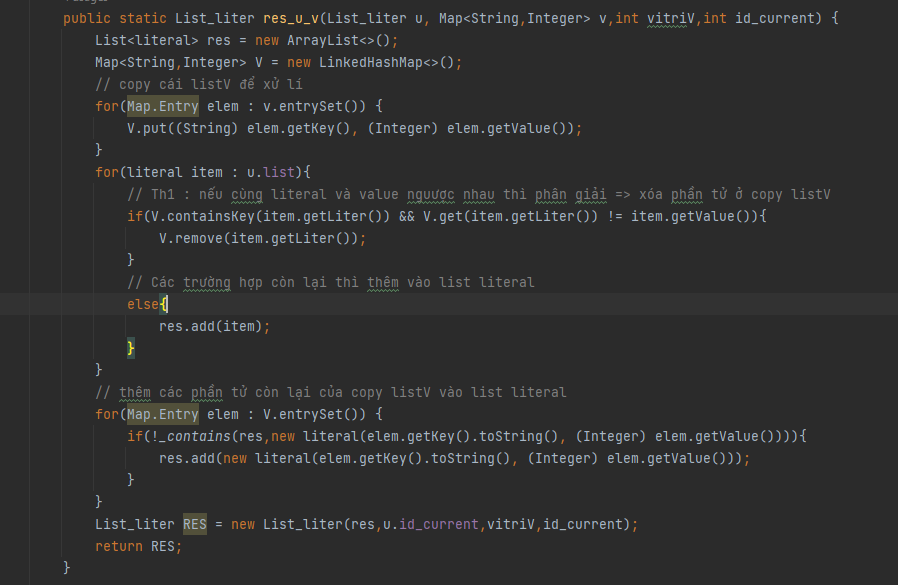 public static List_liter res_u_v(List_liter u, Map<String,Integer> v,int vitriV,int id_current) {
List<literal> res = new ArrayList<>();
Map<String,Integer> V = new LinkedHashMap<>();
// copy cái listV để xử lí
for(Map.Entry elem : v.entrySet()) {
V.put((String) elem.getKey(), (Integer) elem.getValue());
}
for(literal item : u.list){
// Th1 : nếu cùng literal và value ngưược nhau thì phân giải => xóa phần tử ở copy listV
if(V.containsKey(item.getLiter()) && V.get(item.getLiter()) != item.getValue()){
V.remove(item.getLiter());
}
// Các trường hợp còn lại thì thêm vào list literal
else{
res.add(item);
}
}
// thêm các phần tử còn lại của copy listV vào list literal
for(Map.Entry elem : V.entrySet()) {
if(!_contains(res,new literal(elem.getKey().toString(), (Integer) elem.getValue()))){
res.add(new literal(elem.getKey().toString(), (Integer) elem.getValue()));
}
}
List_liter RES = new List_liter(res,u.id_current,vitriV,id_current);
return RES;
}